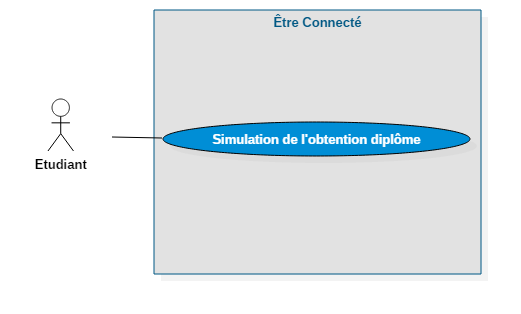 Être Connecté
Simulation de l'obtention diplôme
Etudiant